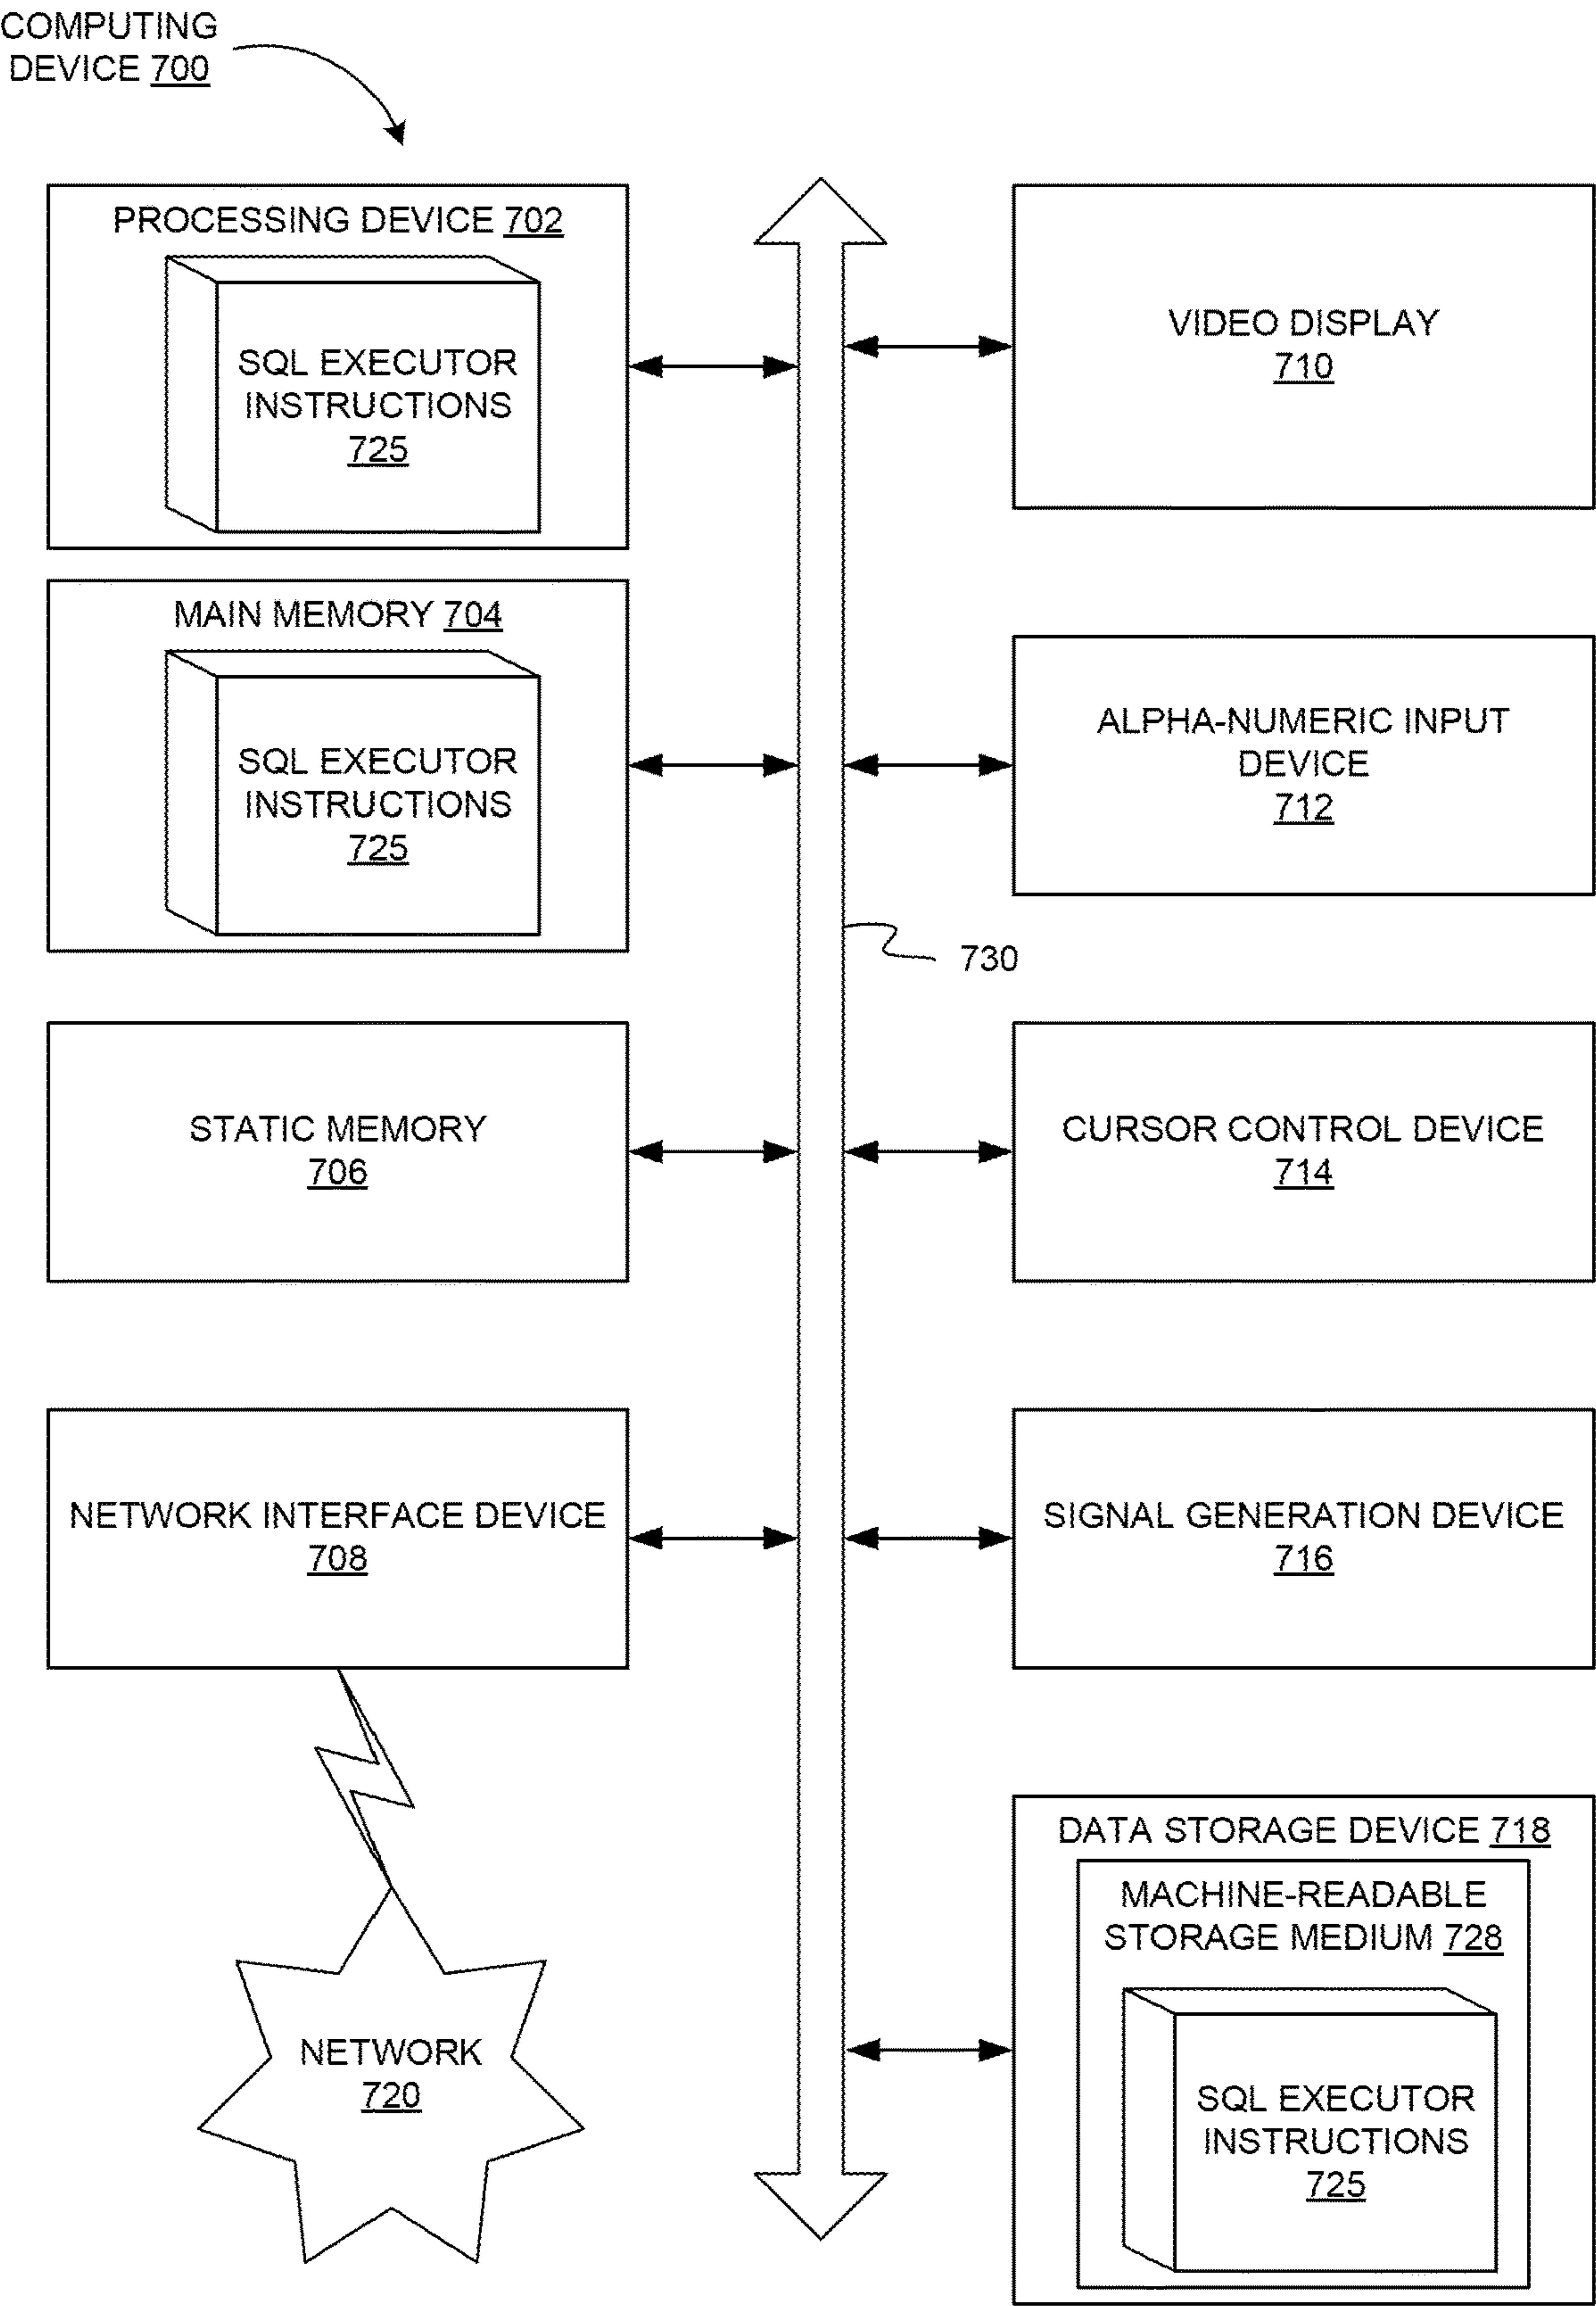 COMPUTING
DEVICE 700
PROCESSING DEVICE 702
SQL EXECUTOR
INSTRUCTIONS
725
VIDEO DISPLAY
710
MAIN MEMORY 704
SQL EXECUTOR
INSTRUCTIONS
725
ALPHA-NUMERIC INPUT
DEVICE
712
730
STATIC MEMORY
706
CURSOR CONTROL DEVICE
714
NETWORK INTERFACE DEVICE
708
SIGNAL GENERATION DEVICE
716
DATA STORAGE DEVICE 718
MACHINE-READABLE
STORAGE MEDIUM 728
SQL EXECUTOR
INSTRUCTIONS
725
NETWORK
720